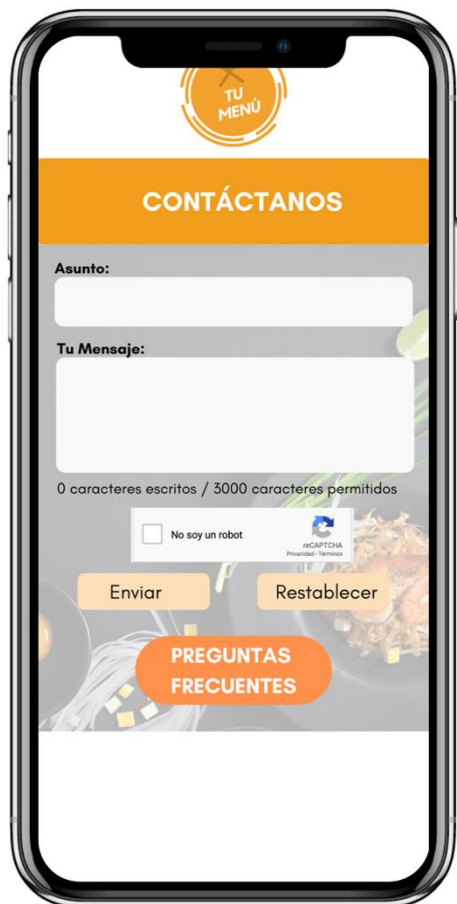 TU
MENÚ
CONTÁCTANOS
Asunto:
Tu Mensaje:
0 caracteres escritos / 3000 caracteres permitidos
No soy un robot
reCAPTCHA
Privacidad - Términos
Enviar
Restablecer
PREGUNTAS
FRECUENTES